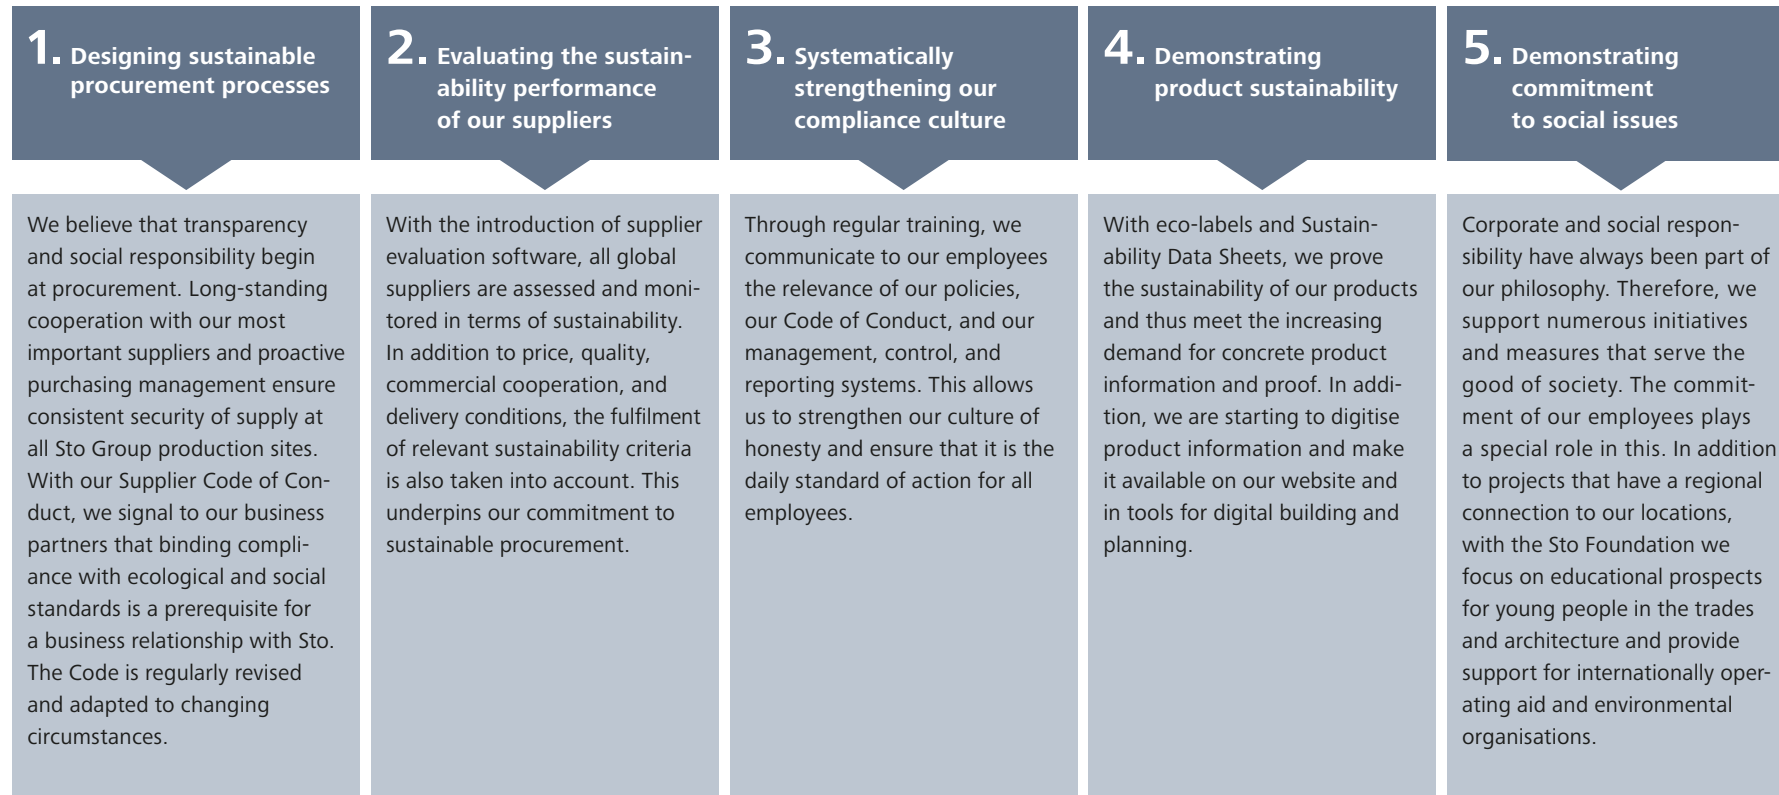 1. Designing sustainable
procurement processes
We believe that transparency
and social responsibility begin
at procurement. Long-standing
cooperation with our most
important suppliers and proactive
purchasing management ensure
consistent security of supply at
all Sto Group production sites.
With our Supplier Code of Con-
duct, we signal to our business
partners that binding compli-
ance with ecological and social
standards is a prerequisite for
a business relationship with Sto.
The Code is regularly revised
and adapted to changing
circumstances.
2. Evaluating the sustain-
ability performance
of our suppliers
With the introduction of supplier
evaluation software, all global
suppliers are assessed and moni-
tored in terms of sustainability.
In addition to price, quality,
commercial cooperation, and
delivery conditions, the fulfilment
of relevant sustainability criteria
is also taken into account. This
underpins our commitment to
sustainable procurement.
3. Systematically
strengthening our
compliance culture
Through regular training, we
communicate to our employees
the relevance of our policies,
our Code of Conduct, and our
management, control, and
reporting systems. This allows
us to strengthen our culture of
honesty and ensure that it is the
daily standard of action for all
employees.
4. Demonstrating
product sustainability
With eco-labels and Sustain-
ability Data Sheets, we prove
the sustainability of our products
and thus meet the increasing
demand for concrete product
information and proof. In addi-
tion, we are starting to digitise
product information and make
it available on our website and
in tools for digital building and
planning.
5. Demonstrating
commitment
to social issues
Corporate and social respon-
sibility have always been part of
our philosophy. Therefore, we
support numerous initiatives
and measures that serve the
good of society. The commit-
ment of our employees plays
a special role in this. In addition
to projects that have a regional
connection to our locations,
with the Sto Foundation we
focus on educational prospects
for young people in the trades
and architecture and provide
support for internationally oper-
ating aid and environmental
organisations.